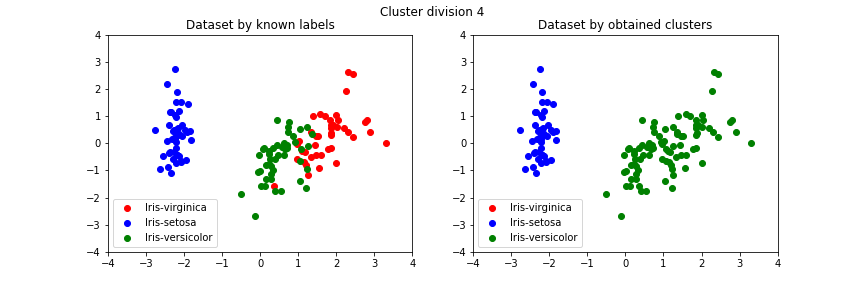 Cluster division 4
Dataset by known labels
Dataset by obtained clusters
4
3
2
1
0
−1
−2
−3
−4
Iris-virginica
Iris-setosa
Iris-versicolor
−4 −3 −2 −1 0 1 2 3 4
4
3
2
1
0
−1
−2
−3
−4
Iris-virginica
Iris-setosa
Iris-versicolor
−4 −3 −2 −1 0 1 2 3 4